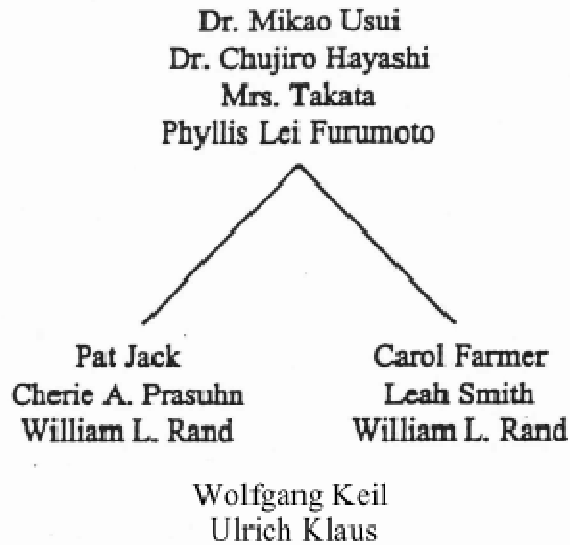 Dr. Mikao Usui
Dr. Chujiro Hayashi
Mrs. Takata
Phyllis Lei Furumoto
Pat Jack
Cherie A. Prasuhn
William L. Rand
Carol Farmer
Leah Smith
William L. Rand
Wolfgang Keil
Ulrich Klaus